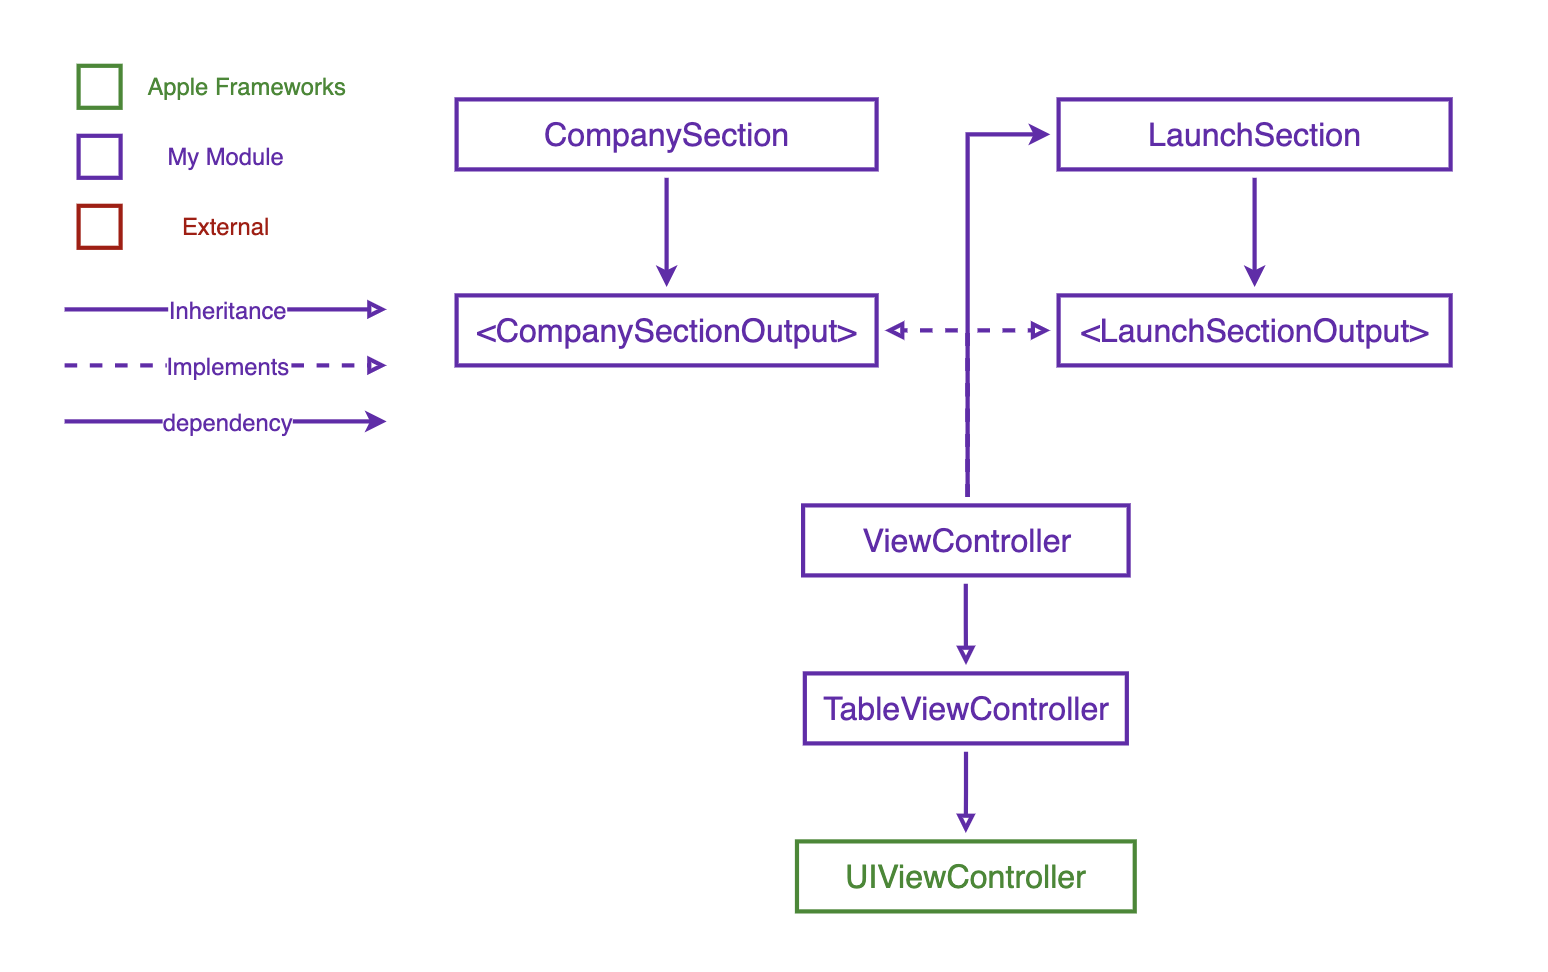 Apple Frameworks
My Module
External
Inheritance
Implements
dependency
CompanySection
LaunchSection
<CompanySectionOutput>
<LaunchSectionOutput>
ViewController
TableViewController
UIViewController